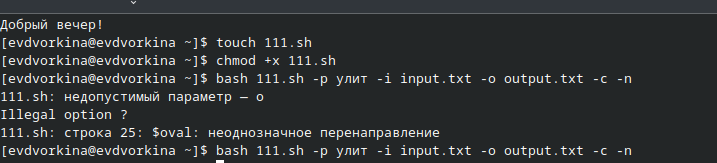 Добрый вечер!
[evdvorkina@evdvorkina ~]$ touch 111.sh
[evdvorkina@evdvorkina ~]$ chmod +x 111.sh
[evdvorkina@evdvorkina ~]$ bash 111.sh -p улит -i input.txt -o output.txt -c -n
111.sh: недопустимый параметр — o
Illegal option ?
111.sh: строка 25: $oval: неоднозначное перенаправление
[evdvorkina@evdvorkina ~]$ bash 111.sh -p улит -i input.txt -o output.txt -c -n